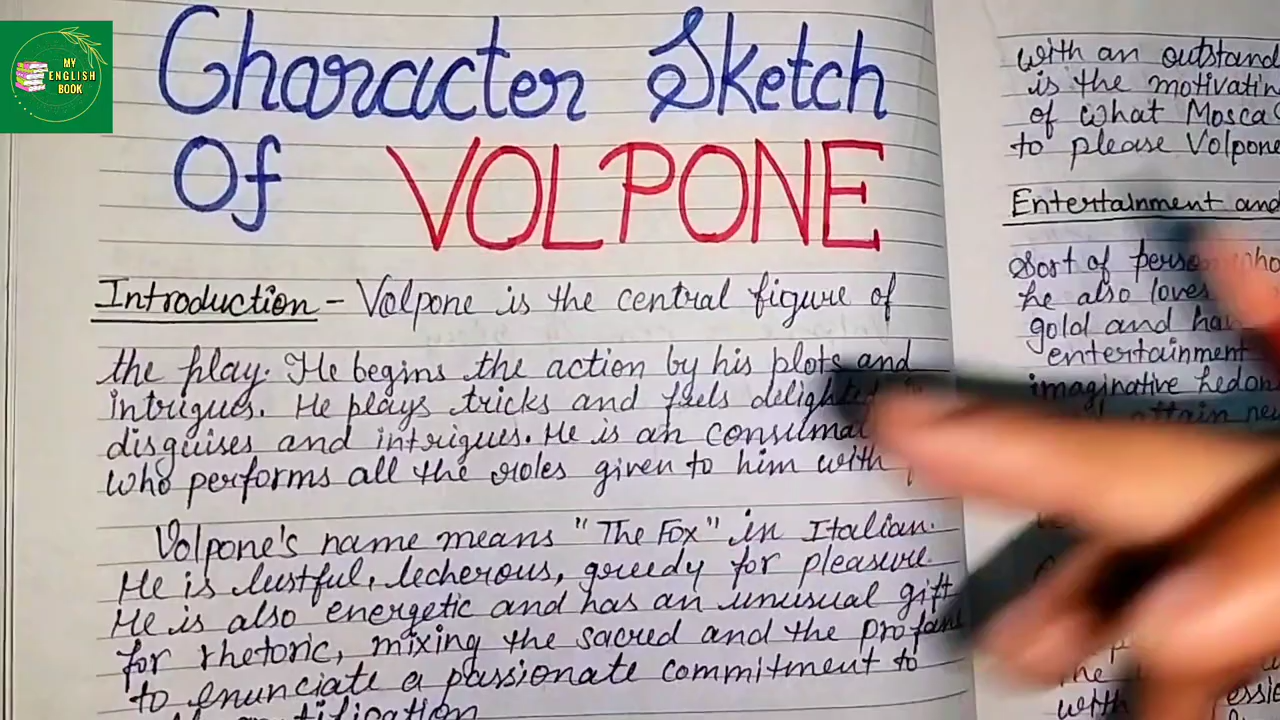 MY
ENGLISH
BOOK
Character Sketch
Of VOLPONE
Introduction - Volpone is the central figure of
the play. He begins the action by his plots and
intrigues. He plays tricks and feels delighted
disguises and intrigues. He is an
who performs all the roles given to him with
Volpone's name means "The Fox" in Italian.
He is lustful, lecherous, greedy for pleasure.
He is also energetic and has an unusual gift
for rhetoric, mixing the sacred and the profane
to enunciate a passionate commitment to
with an
is the
of what Mosca
to please Volpone
Entertainment and
Sort of
he also loves
gold and
entertainment
imaginative
with